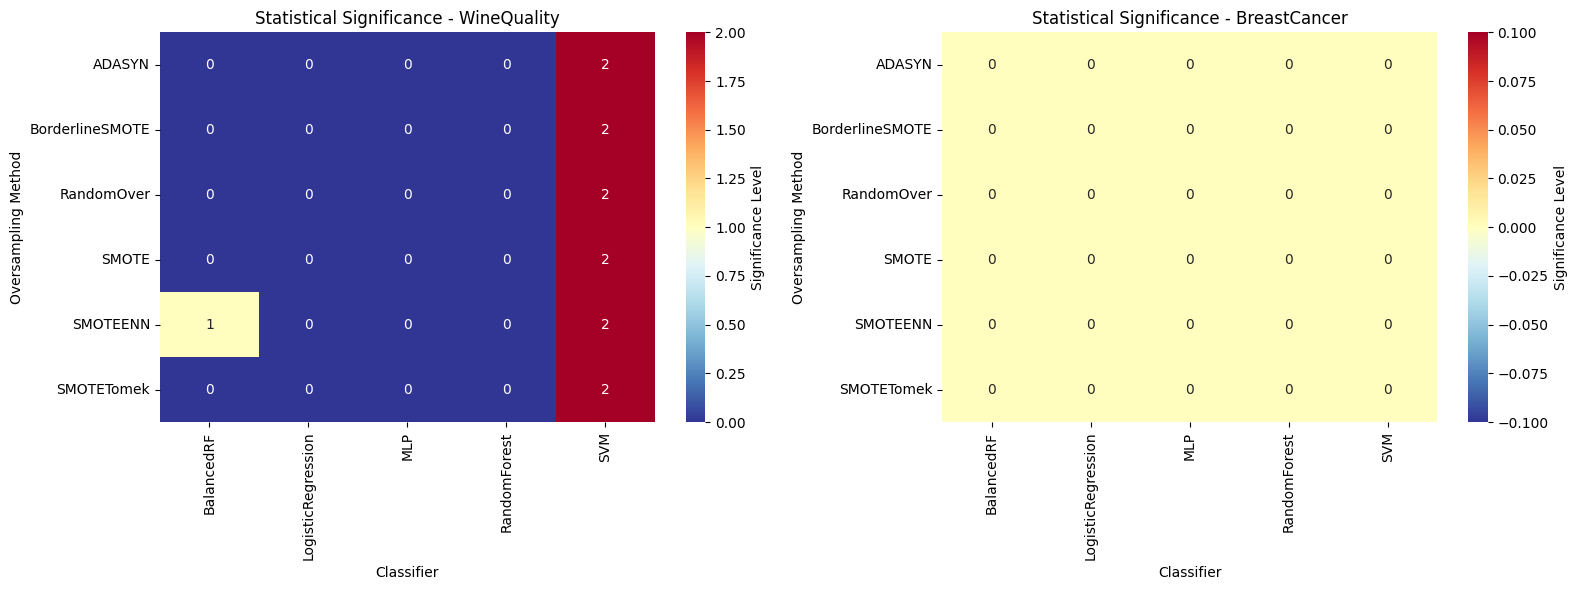 Statistical Significance - WineQuality
Oversampling Method
ADASYN 0 0 0 0 2
BorderlineSMOTE 0 0 0 0 2
RandomOver 0 0 0 0 2
SMOTE 0 0 0 0 2
SMOTEENN 1 0 0 0 2
SMOTETomek 0 0 0 0 2
BalancedRF
LogisticRegression
MLP
RandomForest
SVM
Classifier
2.00
1.75
1.50
1.25
1.00
0.75
0.50
0.25
0.00
Significance Level
Statistical Significance - BreastCancer
Oversampling Method
ADASYN 0 0 0 0 0
BorderlineSMOTE 0 0 0 0 0
RandomOver 0 0 0 0 0
SMOTE 0 0 0 0 0
SMOTEENN 0 0 0 0 0
SMOTETomek 0 0 0 0 0
BalancedRF
LogisticRegression
MLP
RandomForest
SVM
Classifier
0.100
0.075
0.050
0.025
0.000
−0.025
−0.050
−0.075
−0.100
Significance Level